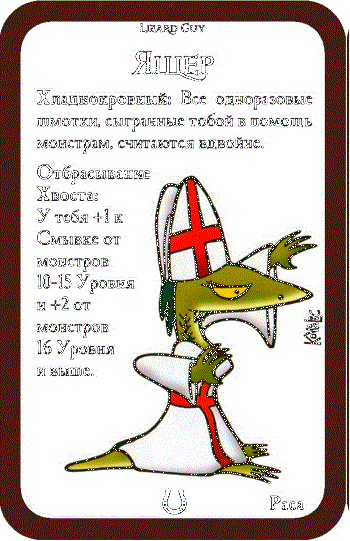 Lizard Guy
Ящер
Хладнокровный: Все одноразовые
шмотки, сыгранные тобой в помощь
монстрам, считаются вдвойне.
Отбрасывание
Хвоста:
У тебя +1 к
Смывке от
монстров
10-15 Уровня
и +2 от
монстров
16 Уровня
и выше.
Раса